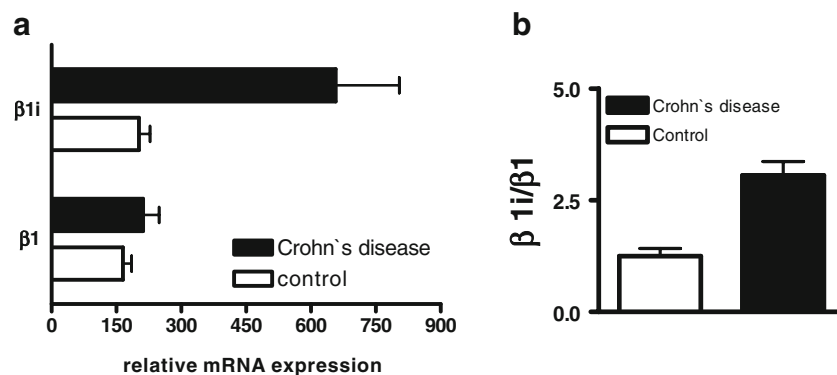 a
β1i
β1
Crohn`s disease
control
0 150 300 450 600 750 900
relative mRNA expression
b
β 1i/β1
5.0
2.5
0.0
Crohn`s disease
Control